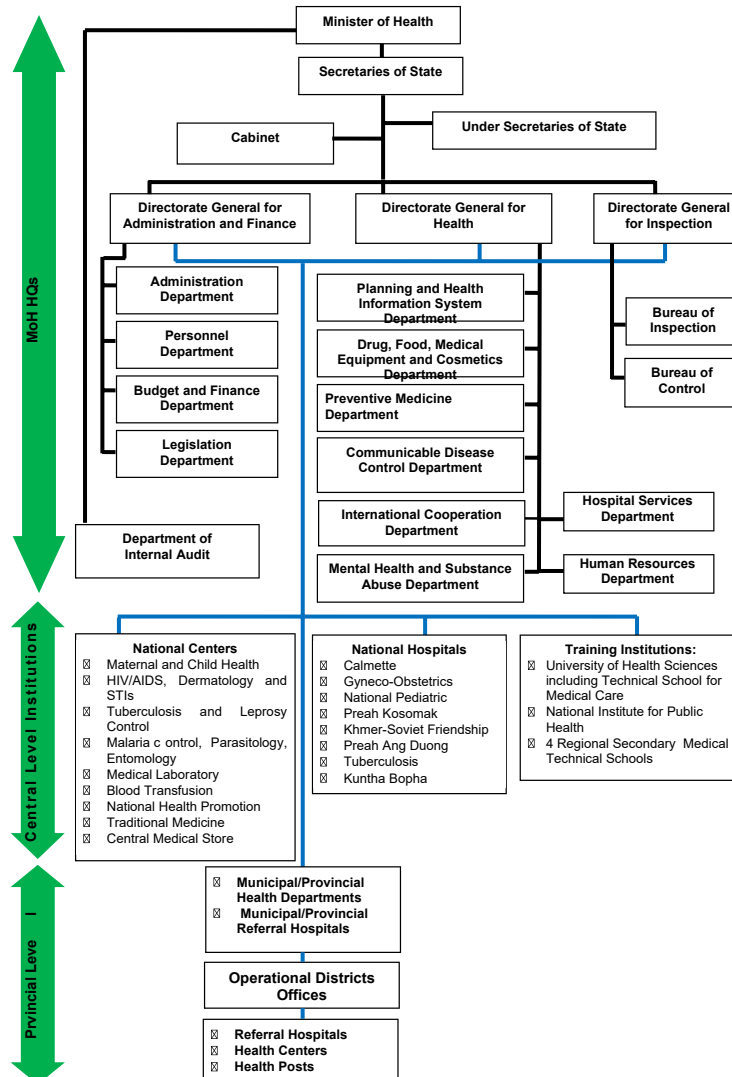 Minister of Health
Secretaries of State
Cabinet
Under Secretaries of State
Directorate General for
Administration and Finance
Directorate General for
Health
Directorate General
for Inspection
MoH HQs
Administration
Department
Personnel
Department
Budget and Finance
Department
Legislation
Department
Department of
Internal Audit
Planning and Health
Information System
Department
Drug, Food, Medical
Equipment and Cosmetics
Department
Preventive Medicine
Department
Communicable Disease
Control Department
International Cooperation
Department
Mental Health and Substance
Abuse Department
Hospital Services
Department
Human Resources
Department
Bureau of
Inspection
Bureau of
Control
Central Level Institutions
National Centers
Maternal and Child Health
HIV/AIDS, Dermatology and
STIs
Tuberculosis and Leprosy
Control
Malaria c ontrol, Parasitology,
Entomology
Medical Laboratory
Blood Transfusion
National Health Promotion
Traditional Medicine
Central Medical Store
National Hospitals
Calmette
Gyneco-Obstetrics
National Pediatric
Preah Kosomak
Khmer-Soviet Friendship
Preah Ang Duong
Tuberculosis
Kuntha Bopha
Training Institutions:
University of Health Sciences
including Technical School for
Medical Care
National Institute for Public
Health
4 Regional Secondary Medical
Technical Schools
Prvincial Leve l
Municipal/Provincial
Health Departments
Municipal/Provincial
Referral Hospitals
Operational Districts
Offices
Referral Hospitals
Health Centers
Health Posts